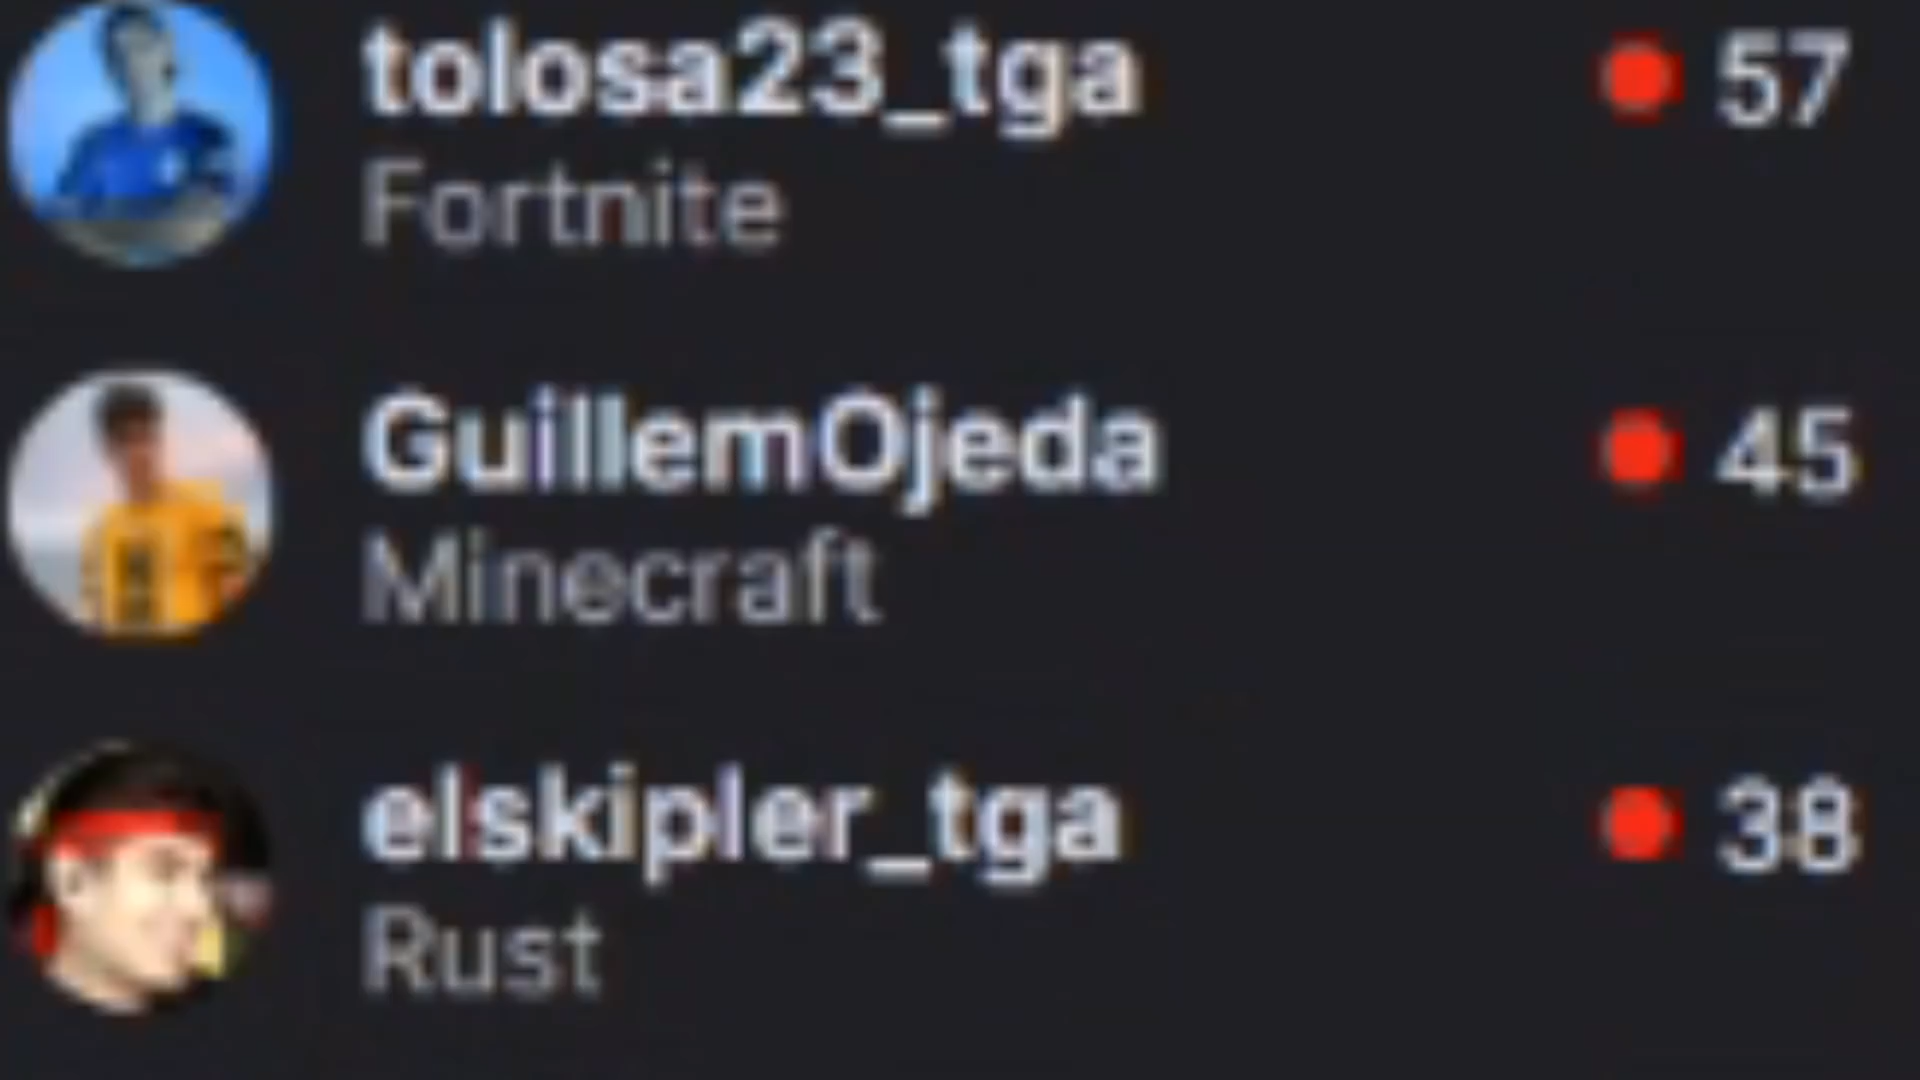 tolosa23_tga 57
Fortnite
GuillemOjeda 45
Minecraft
elskipler_tga 38
Rust